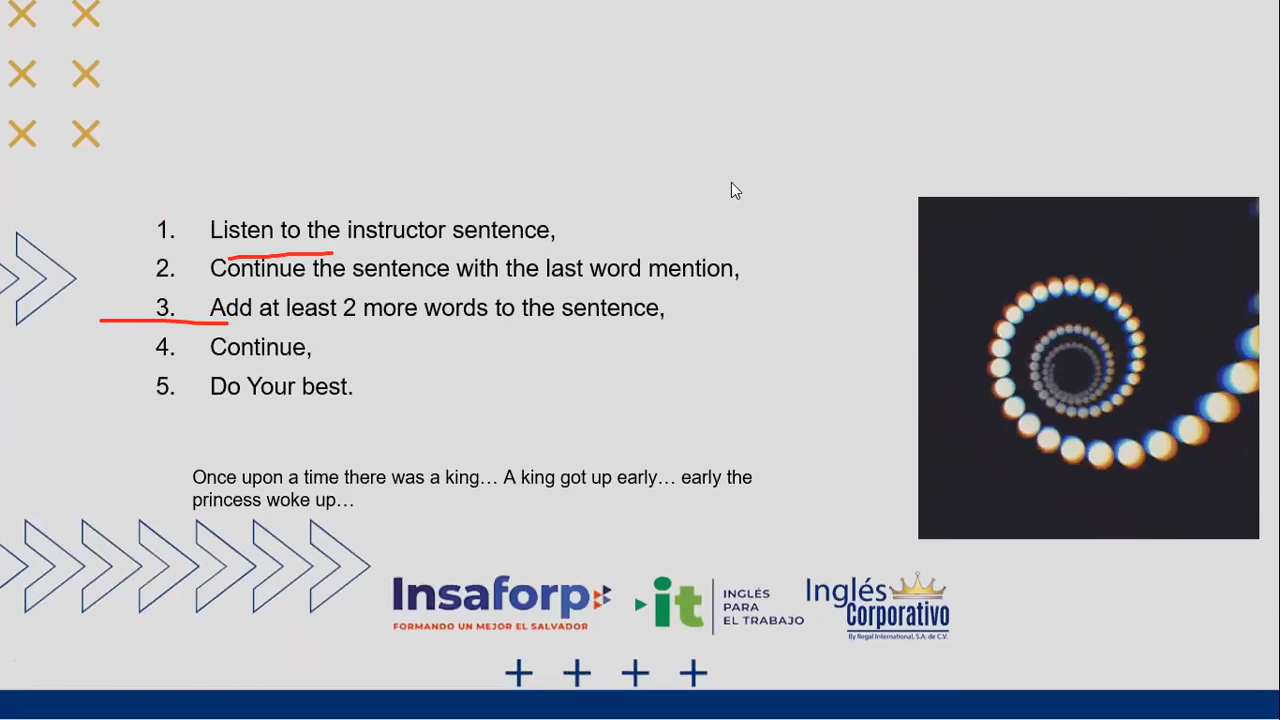 1. Listen to the instructor sentence,
2. Continue the sentence with the last word mention,
3. Add at least 2 more words to the sentence,
4. Continue,
5. Do Your best.
Once upon a time there was a king… A king got up early… early the
princess woke up…
Insaforp
FORMANDO UN MEJOR EL SALVADOR
it
INGLÉS
PARA
EL TRABAJO
Inglés
Corporativo
By Regal International, S.A. de C.V.